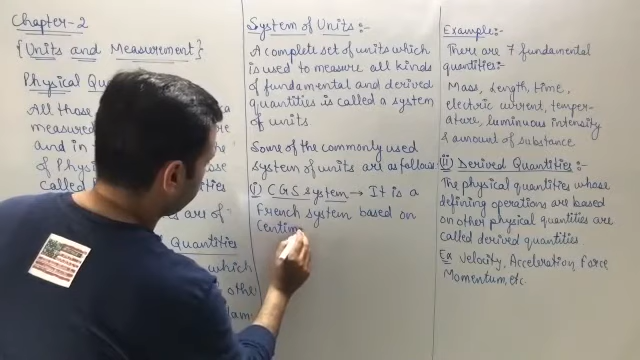 Chapter-2
{Units and Measurement}
Physical Qu
All those
measured
and in
of Physi
called
s are of
Quantities
which
othe
dam
System of Units :-
A complete set of units which
is used to measure all kinds
of fundamental and derived
quantities is called a system
of units
Some of the commonly used
system of units are as follows:
(i) CGS system → It is a
French system based on
Centim
Example:-
There are 7 fundamental
quantities:-
Mass, Length, time,
electric current, temper-
ature, luminous intensity
& amount of substance
(ii) Derived Quantities :-
The physical quantities whose
defining operations are based
on other physical quantities are
called derived quantities
Ex Velocity, Acceleration Force
Momentum, etc.